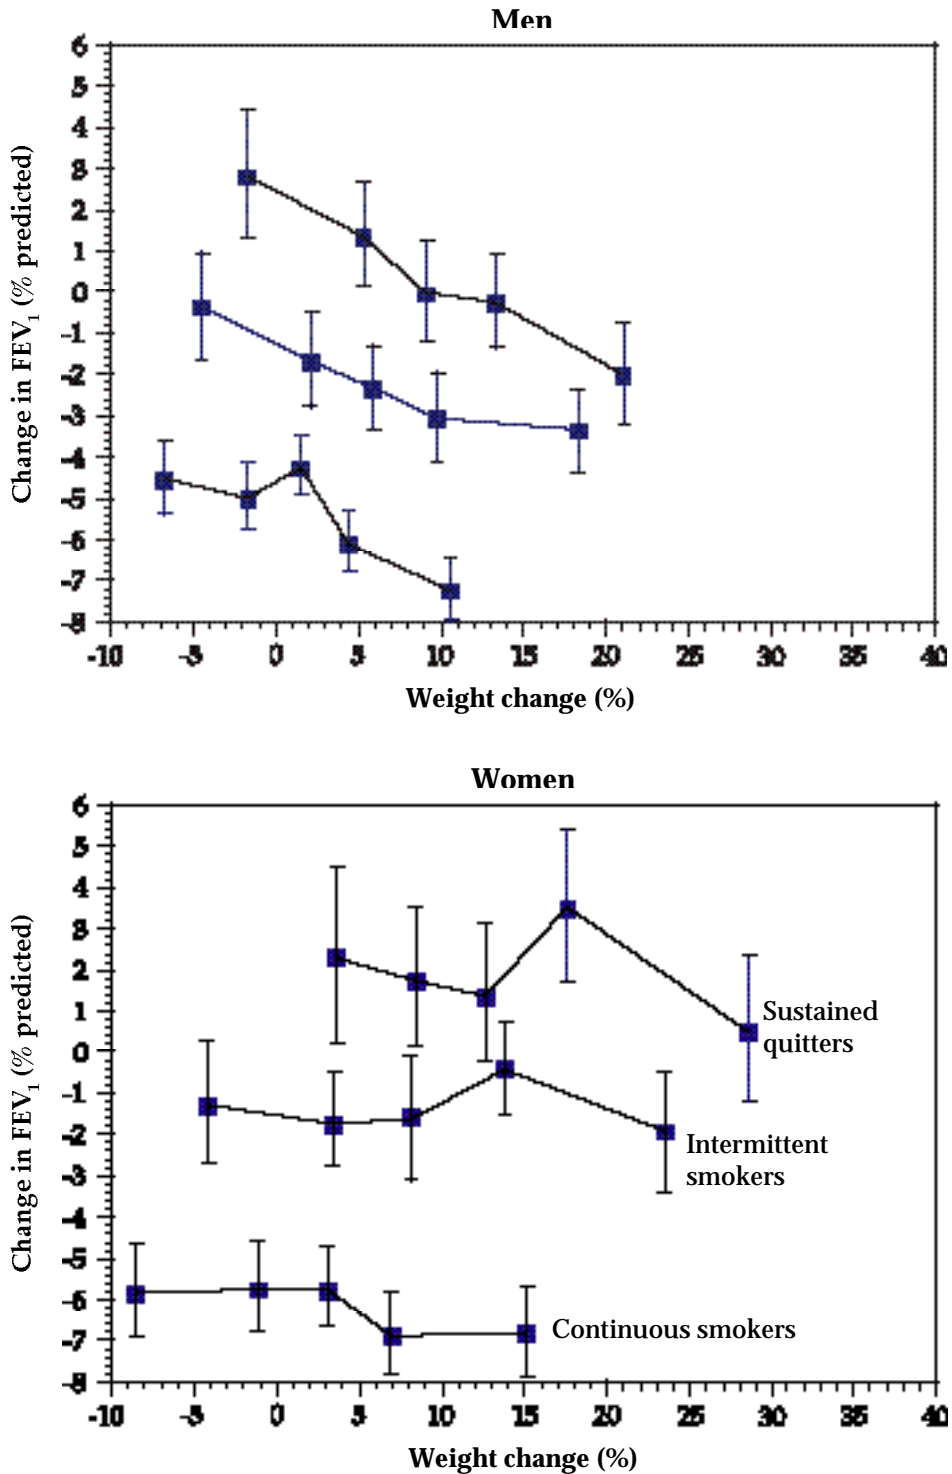 Men
Change in FEV1 (% predicted)
6
5
4
3
2
1
0
-1
-2
-3
-4
-5
-6
-7
-8
-10 -5 0 5 10 15 20 25 30 35 40
Weight change (%)
Women
Change in FEV1 (% predicted)
6
5
4
3
2
1
0
-1
-2
-3
-4
-5
-6
-7
-8
Sustained
quitters
Intermittent
smokers
Continuous smokers
-10 -5 0 5 10 15 20 25 30 35 40
Weight change (%)